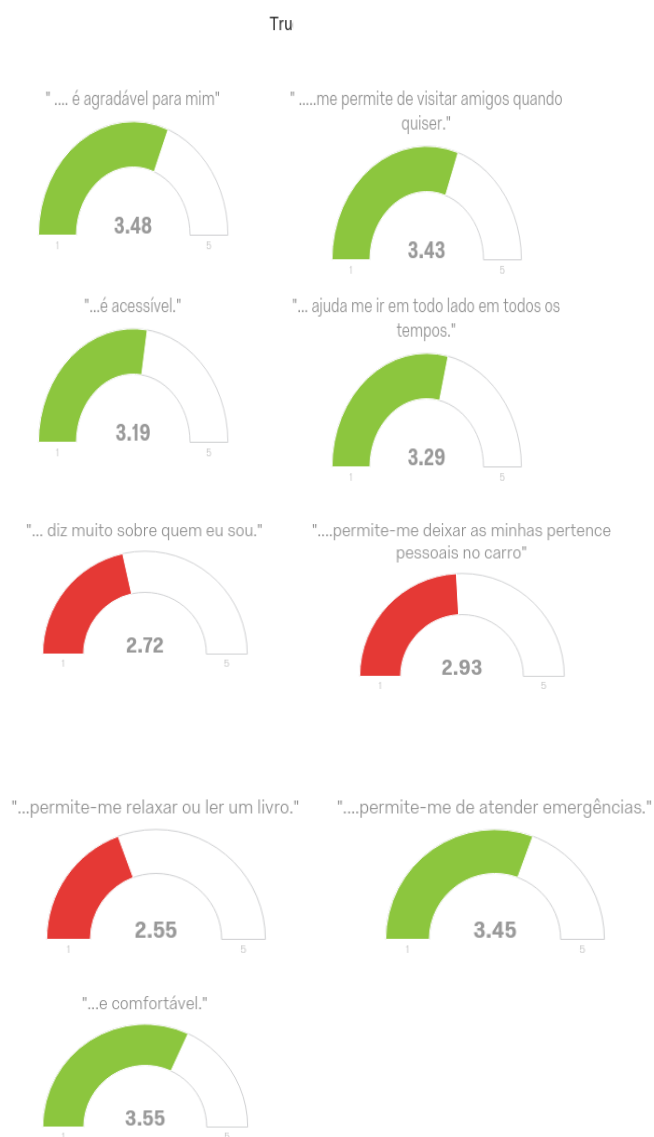 Tru
" .... é agradável para mim"
" .....me permite de visitar amigos quando
quiser."
3.48
1
5
3.43
1
5
"...é acessível."
"... ajuda me ir em todo lado em todos os
tempos."
3.19
1
5
3.29
1
5
"... diz muito sobre quem eu sou."
"....permite-me deixar as minhas pertence
pessoais no carro"
2.72
1
5
2.93
1
5
"...permite-me relaxar ou ler um livro."
"....permite-me de atender emergências."
2.55
1
5
3.45
1
5
"...e comfortável."
3.55
1
5